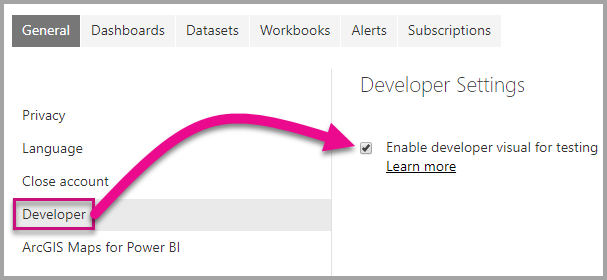 General Dashboards Datasets Workbooks Alerts Subscriptions
Privacy
Language
Close account
Developer
ArcGIS Maps for Power BI
Developer Settings
Enable developer visual for testing
Learn more